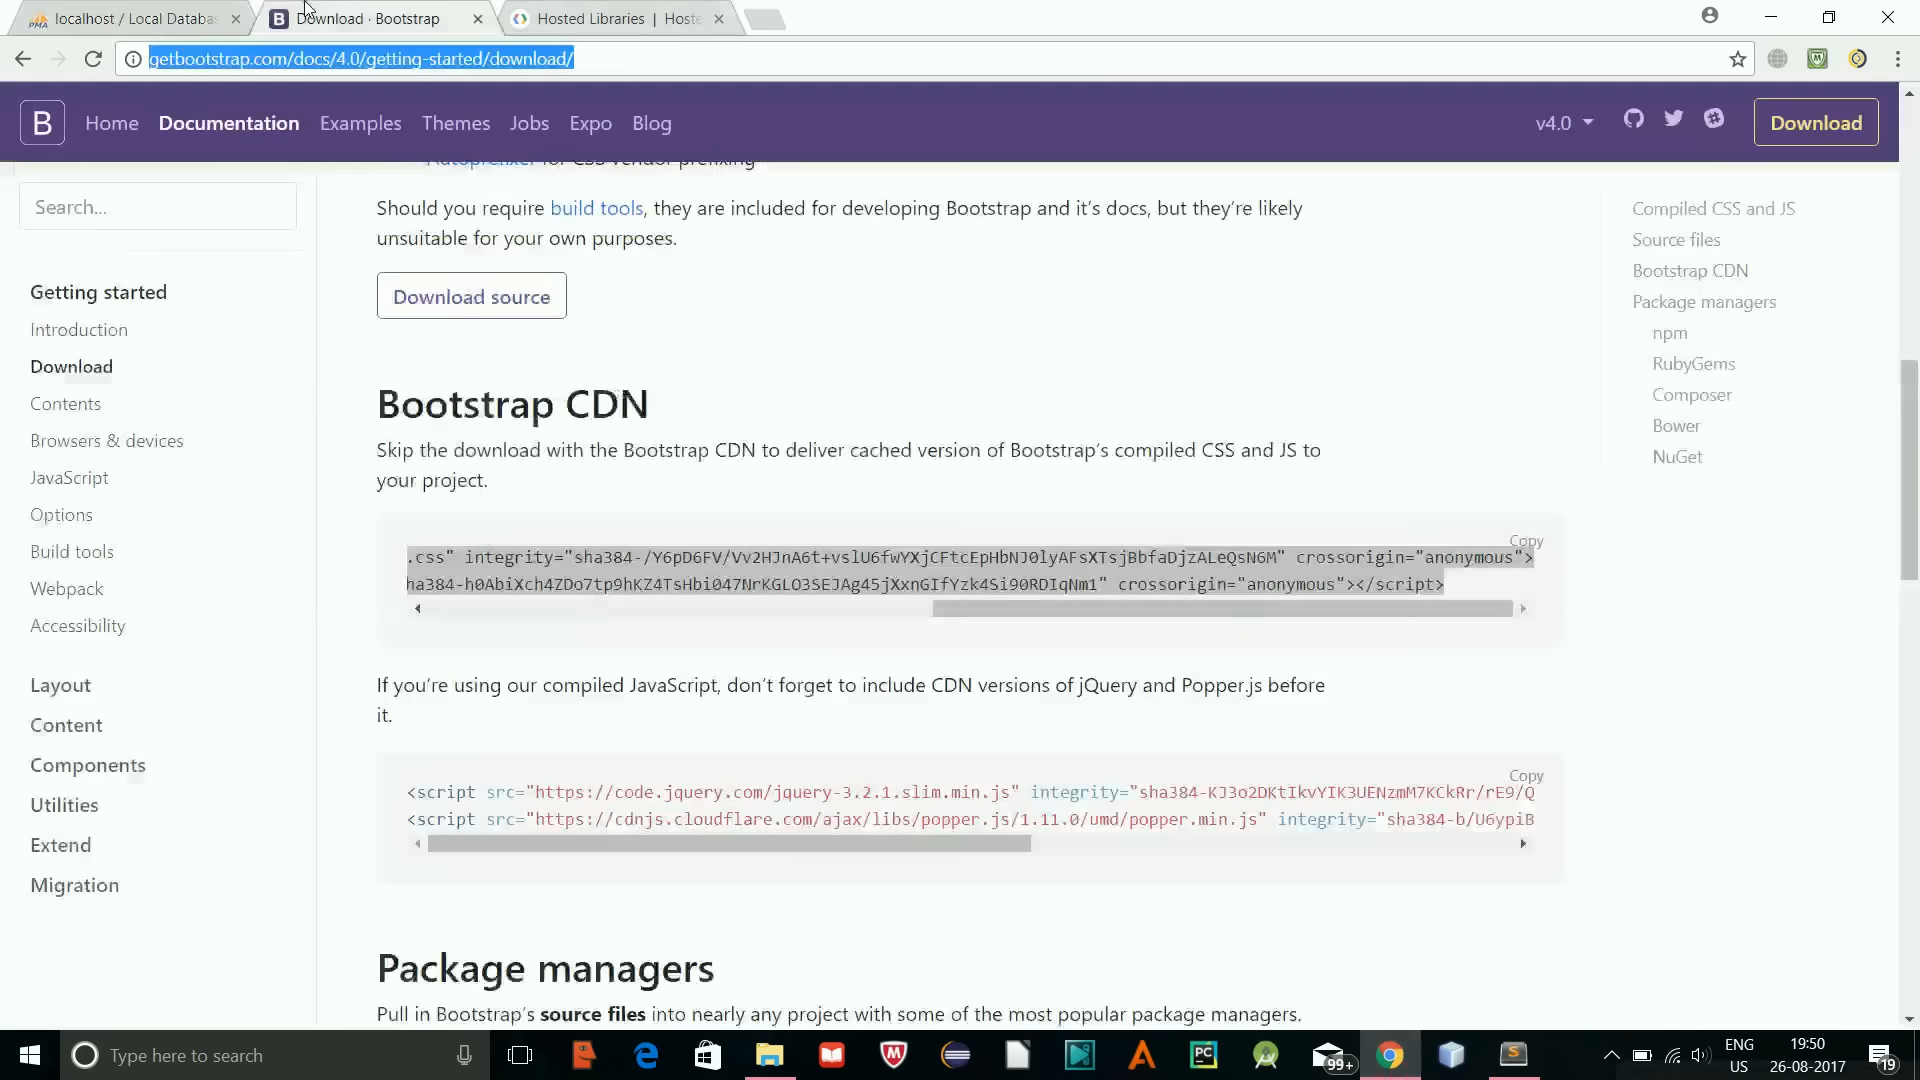 localhost / Local Databas
Download · Bootstrap
Hosted Libraries | Hoste
getbootstrap.com/docs/4.0/getting-started/download/
B Home Documentation Examples Themes Jobs Expo Blog v4.0 Download
Autoprefixer for CSS vendor prefixing
Search...
Should you require build tools, they are included for developing Bootstrap and it's docs, but they're likely
unsuitable for your own purposes.
Download source
Getting started
Introduction
Download
Contents
Browsers & devices
JavaScript
Options
Build tools
Webpack
Accessibility
Layout
Content
Components
Utilities
Extend
Migration
Bootstrap CDN
Skip the download with the Bootstrap CDN to deliver cached version of Bootstrap's compiled CSS and JS to
your project.
Copy
.css" integrity="sha384-/Y6pD6FV/Vv2HJnA6t+vslU6fwYXjCFtcEpHbNJ0lyAFsXTsjBbfaDjzALeQsN6M" crossorigin="anonymous">
ha384-h0AbiXch4ZDo7tp9hKZ4TsHbi047NrKGLO3SEJAg45jXxnGIfYzk4Si90RDIqNm1" crossorigin="anonymous"></script>
If you're using our compiled JavaScript, don't forget to include CDN versions of jQuery and Popper.js before
it.
Copy
<script src="https://code.jquery.com/jquery-3.2.1.slim.min.js" integrity="sha384-KJ3o2DKtIkvYIK3UENzmM7KCkRr/rE9/Q
<script src="https://cdnjs.cloudflare.com/ajax/libs/popper.js/1.11.0/umd/popper.min.js" integrity="sha384-b/U6ypiB
Package managers
Pull in Bootstrap's source files into nearly any project with some of the most popular package managers.
Compiled CSS and JS
Source files
Bootstrap CDN
Package managers
npm
RubyGems
Composer
Bower
NuGet
Type here to search
99+
ENG
US
19:50
26-08-2017
19